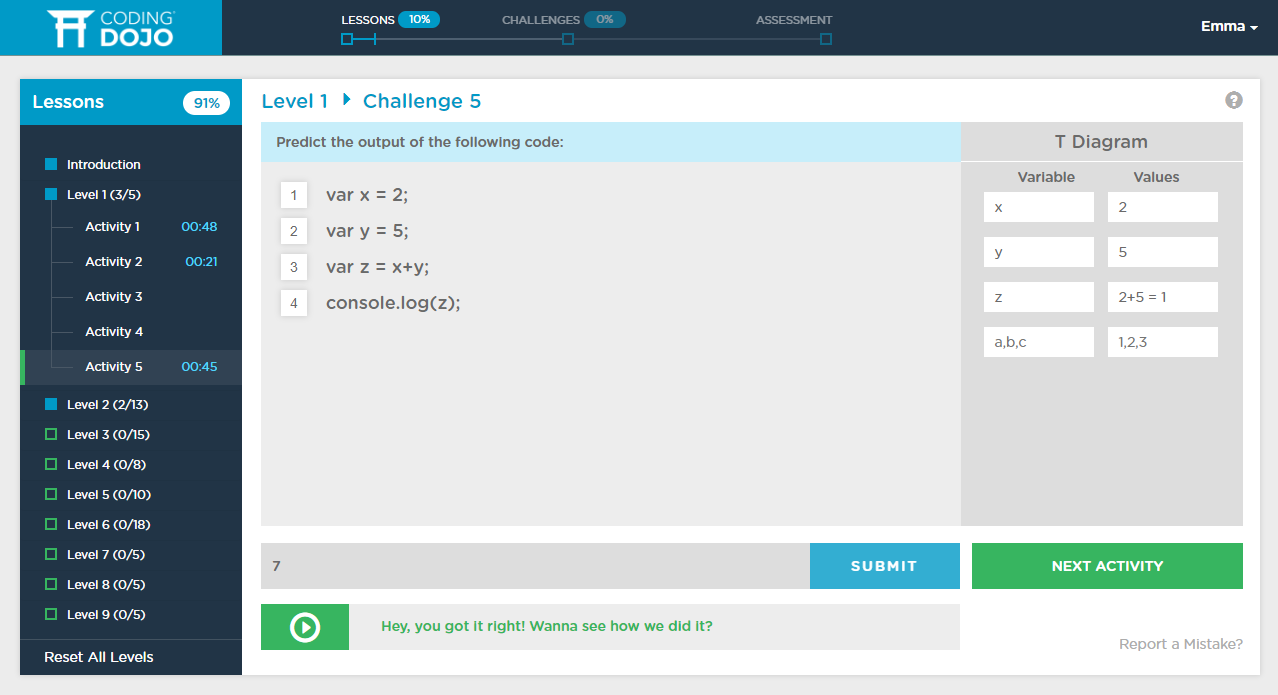 CODING
DOJO
LESSONS 10%
CHALLENGES 0%
ASSESSMENT
Emma
Lessons 91%
Introduction
Level 1 (3/5)
Activity 1 00:48
Activity 2 00:21
Activity 3
Activity 4
Activity 5 00:45
Level 2 (2/13)
Level 3 (0/15)
Level 4 (0/8)
Level 5 (0/10)
Level 6 (0/18)
Level 7 (0/5)
Level 8 (0/5)
Level 9 (0/5)
Reset All Levels
Level 1 Challenge 5
?
Predict the output of the following code:
1 var x = 2;
2 var y = 5;
3 var z = x+y;
4 console.log(z);
T Diagram
Variable Values
x 2
y 5
z 2+5 = 1
a,b,c 1,2,3
7
SUBMIT
NEXT ACTIVITY
Hey, you got it right! Wanna see how we did it?
Report a Mistake?